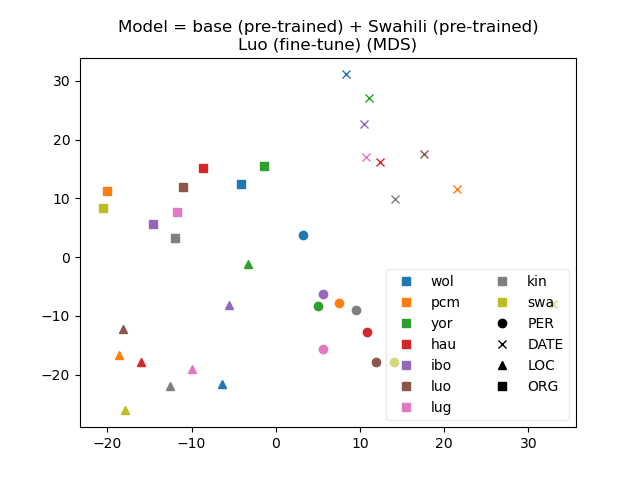 Model = base (pre-trained) + Swahili (pre-trained)
Luo (fine-tune) (MDS)
30
20
10
0
−10
−20
−20 −10 0 10 20 30
wol kin
pcm swa
yor PER
hau DATE
ibo LOC
luo ORG
lug